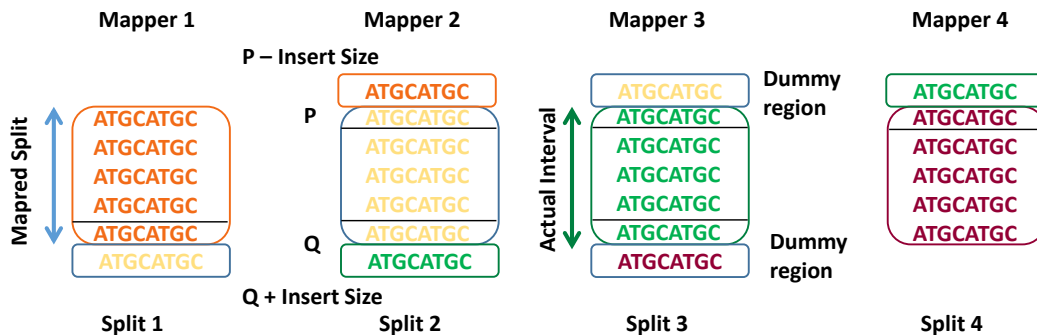 Mapper 1
Mapper 2
Mapper 3
Mapper 4
P – Insert Size
Mapred Split
ATGCATGC
ATGCATGC
ATGCATGC
ATGCATGC
ATGCATGC
ATGCATGC
P
Q
ATGCATGC
ATGCATGC
ATGCATGC
ATGCATGC
ATGCATGC
ATGCATGC
ATGCATGC
Q + Insert Size
Actual Interval
ATGCATGC
ATGCATGC
ATGCATGC
ATGCATGC
ATGCATGC
ATGCATGC
ATGCATGC
Dummy
region
Dummy
region
ATGCATGC
ATGCATGC
ATGCATGC
ATGCATGC
ATGCATGC
ATGCATGC
Split 1
Split 2
Split 3
Split 4